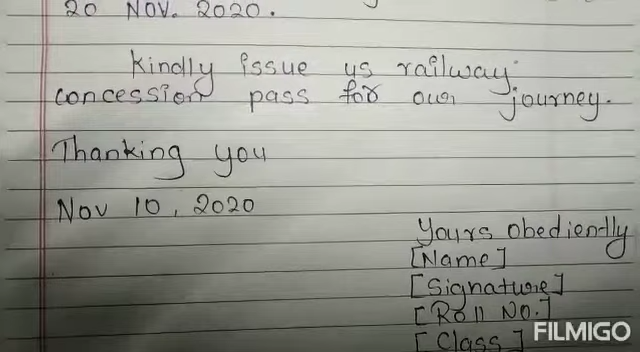 20 Nov. 2020.
Kindly issue us railway
concession pass for our journey.
Thanking you
Nov 10, 2020
Yours obediently
[Name]
[Signature]
[Roll No.]
[Class]
FILMIGO